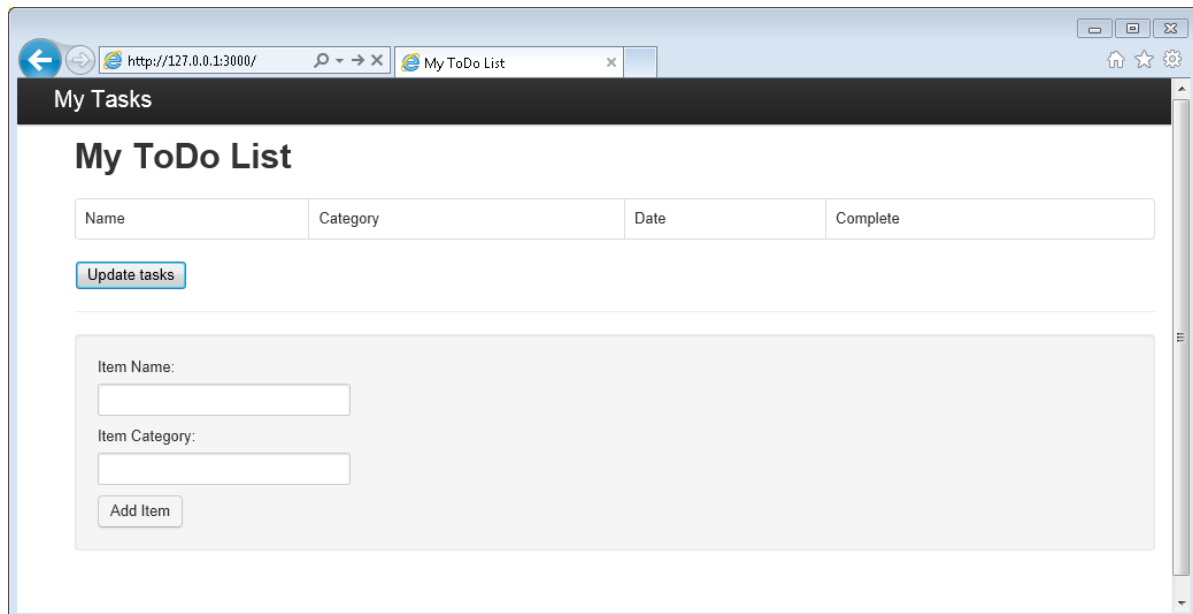 http://127.0.0.1:3000/ My ToDo List
My Tasks
My ToDo List
Name Category Date Complete
Update tasks
Item Name:
Item Category:
Add Item